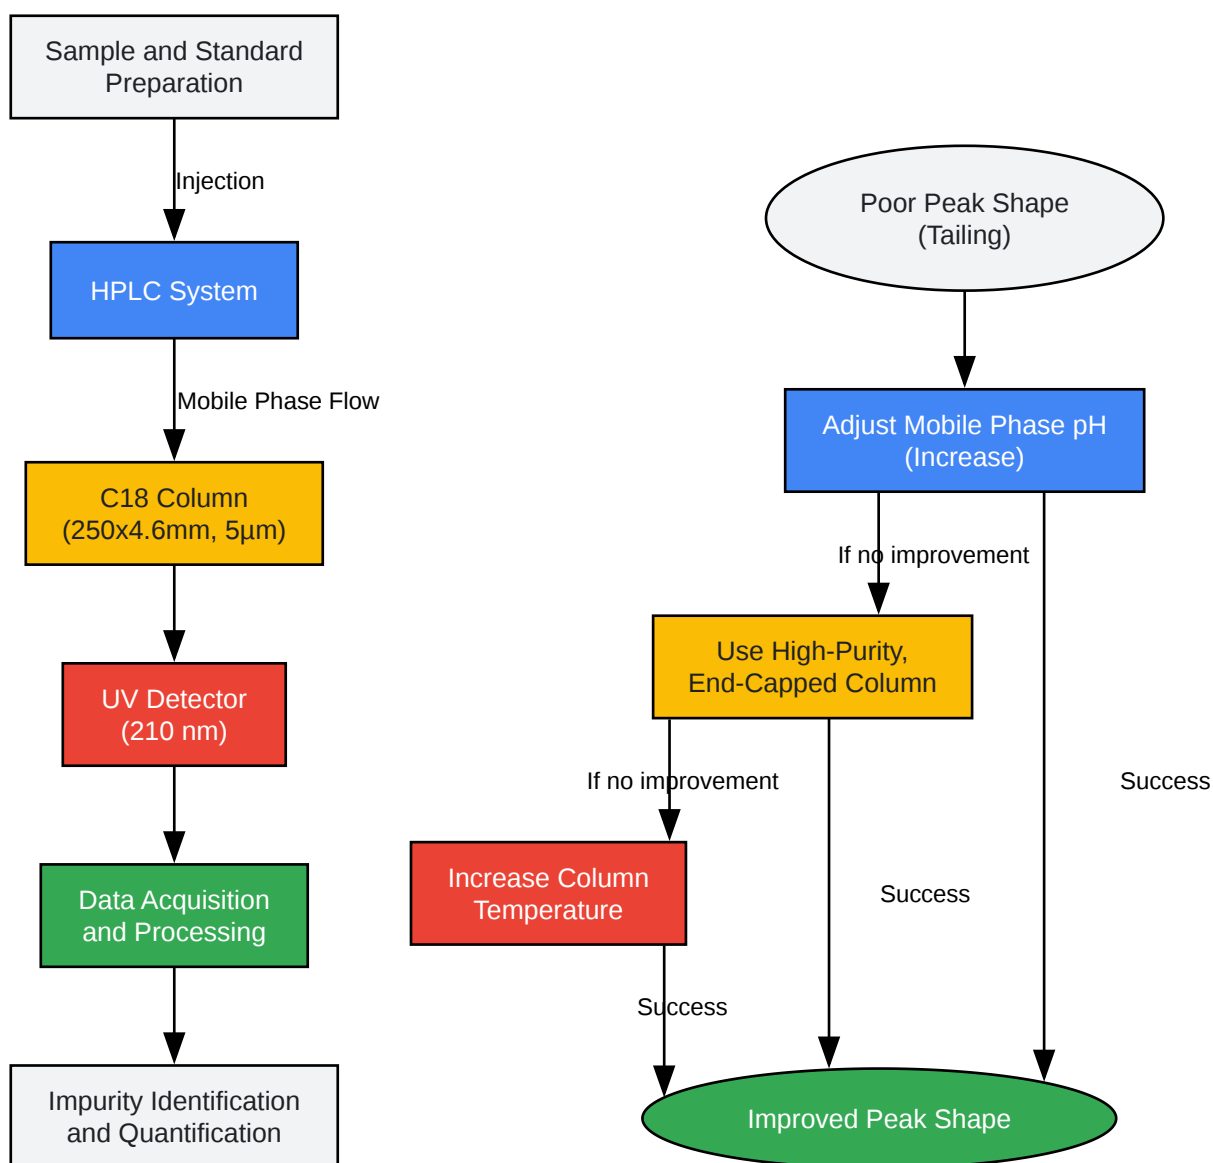 Sample and Standard
Preparation
Injection
HPLC System
Mobile Phase Flow
C18 Column
(250x4.6mm, 5µm)
UV Detector
(210 nm)
Data Acquisition
and Processing
Impurity Identification
and Quantification
Poor Peak Shape
(Tailing)
Adjust Mobile Phase pH
(Increase)
If no improvement
Use High-Purity,
End-Capped Column
If no improvement
Success
Increase Column
Temperature
Success
Success
Improved Peak Shape